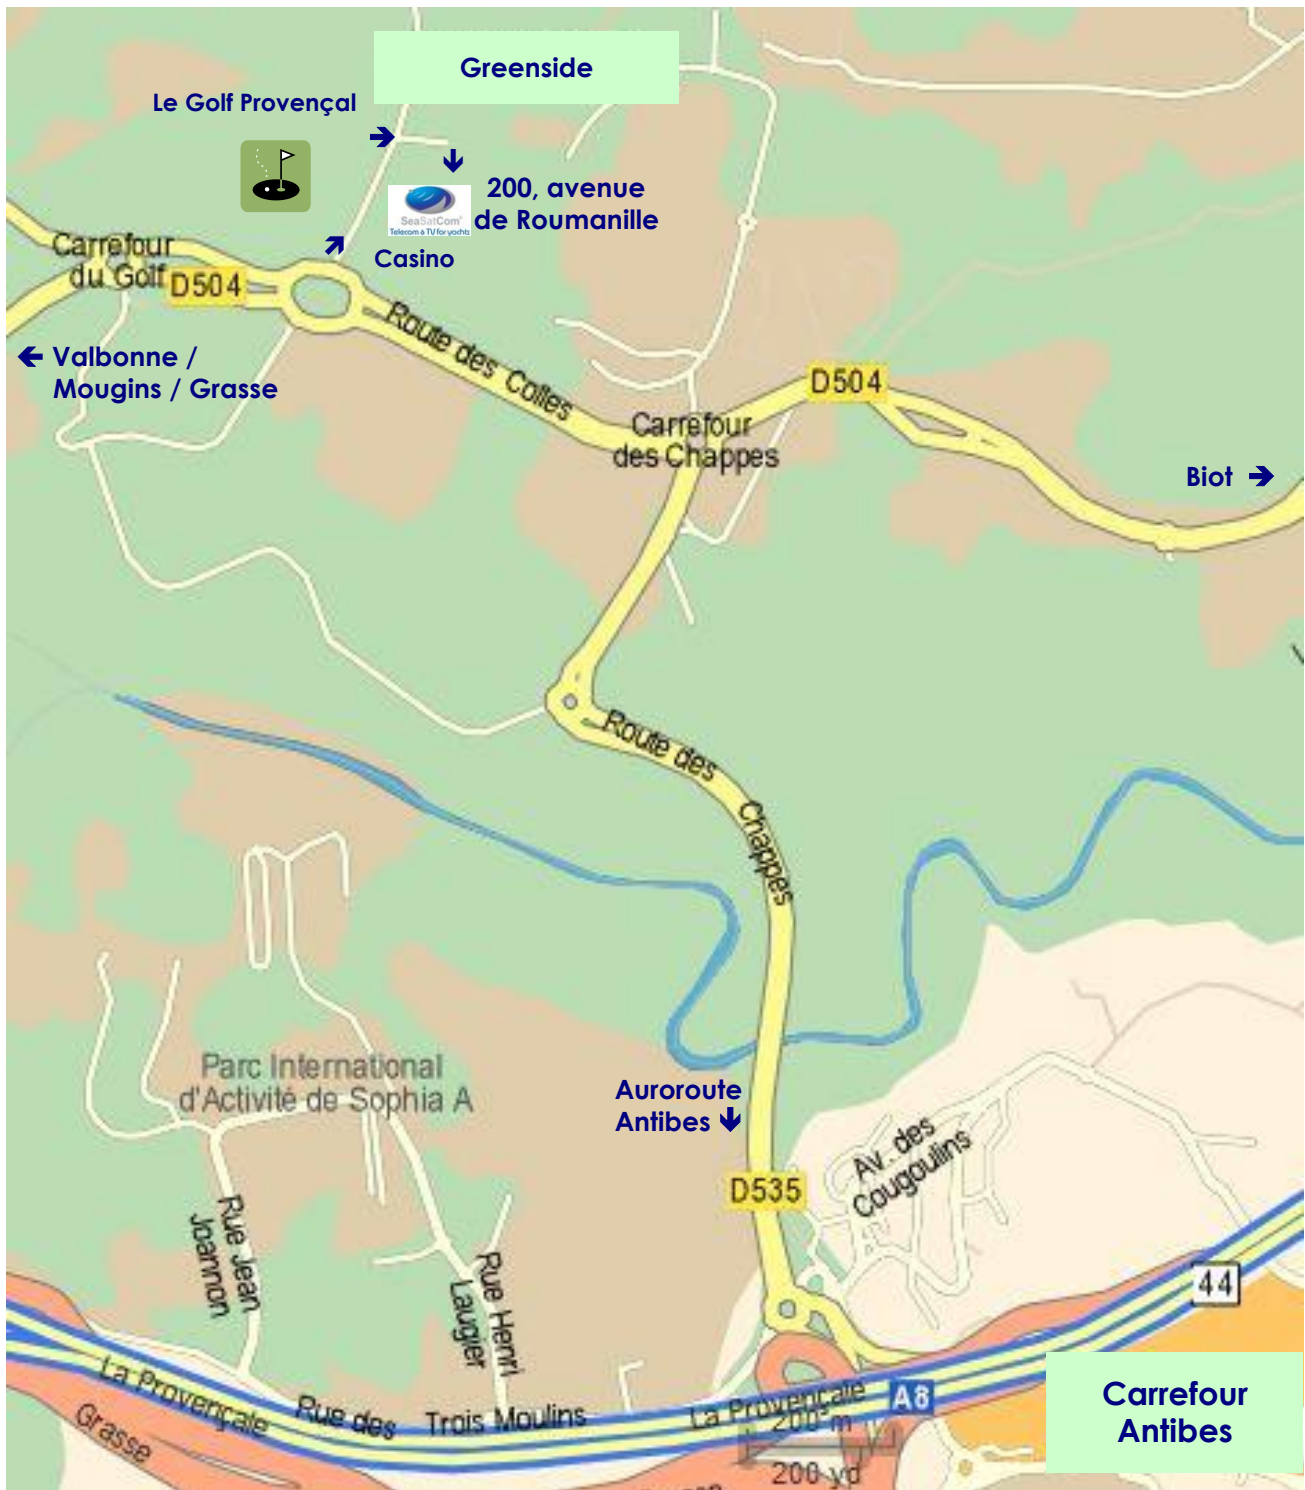 Greenside
Le Golf Provençal
200, avenue
de Roumanille
SeaSatCom
Telecom & TV for yachts
Casino
Carrefour
du Golf
D504
Route des Colles
Valbonne /
Mougins / Grasse
D504
Carrefour
des Chappes
Biot
Route des
Chappes
Parc International
d'Activité de Sophia A
Auroroute
Antibes
Av. des
Cougoulins
D535
Rue Jean
Joannon
Rue Henri
Laugier
44
La Provençale
Rue des Trois Moulins
La Provençale
A8
Grasse
200 m
200 yd
Carrefour
Antibes